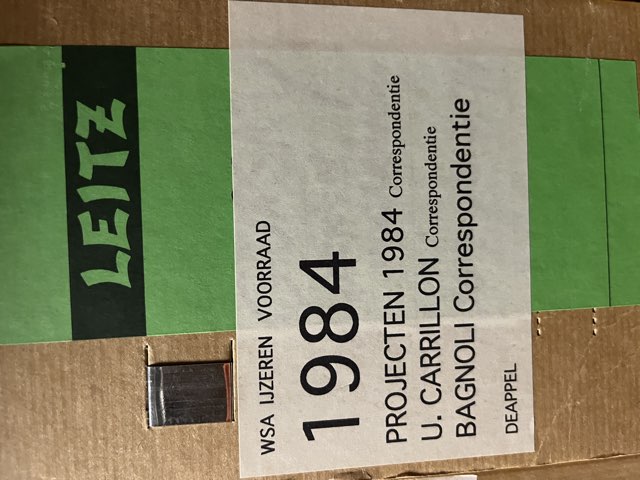 LEITZ
WSA IJZEREN VOORRAAD
1984
PROJECTEN 1984 Correspondentie
U. CARRILLON Correspondentie
BAGNOLI Correspondentie
DEAPPEL